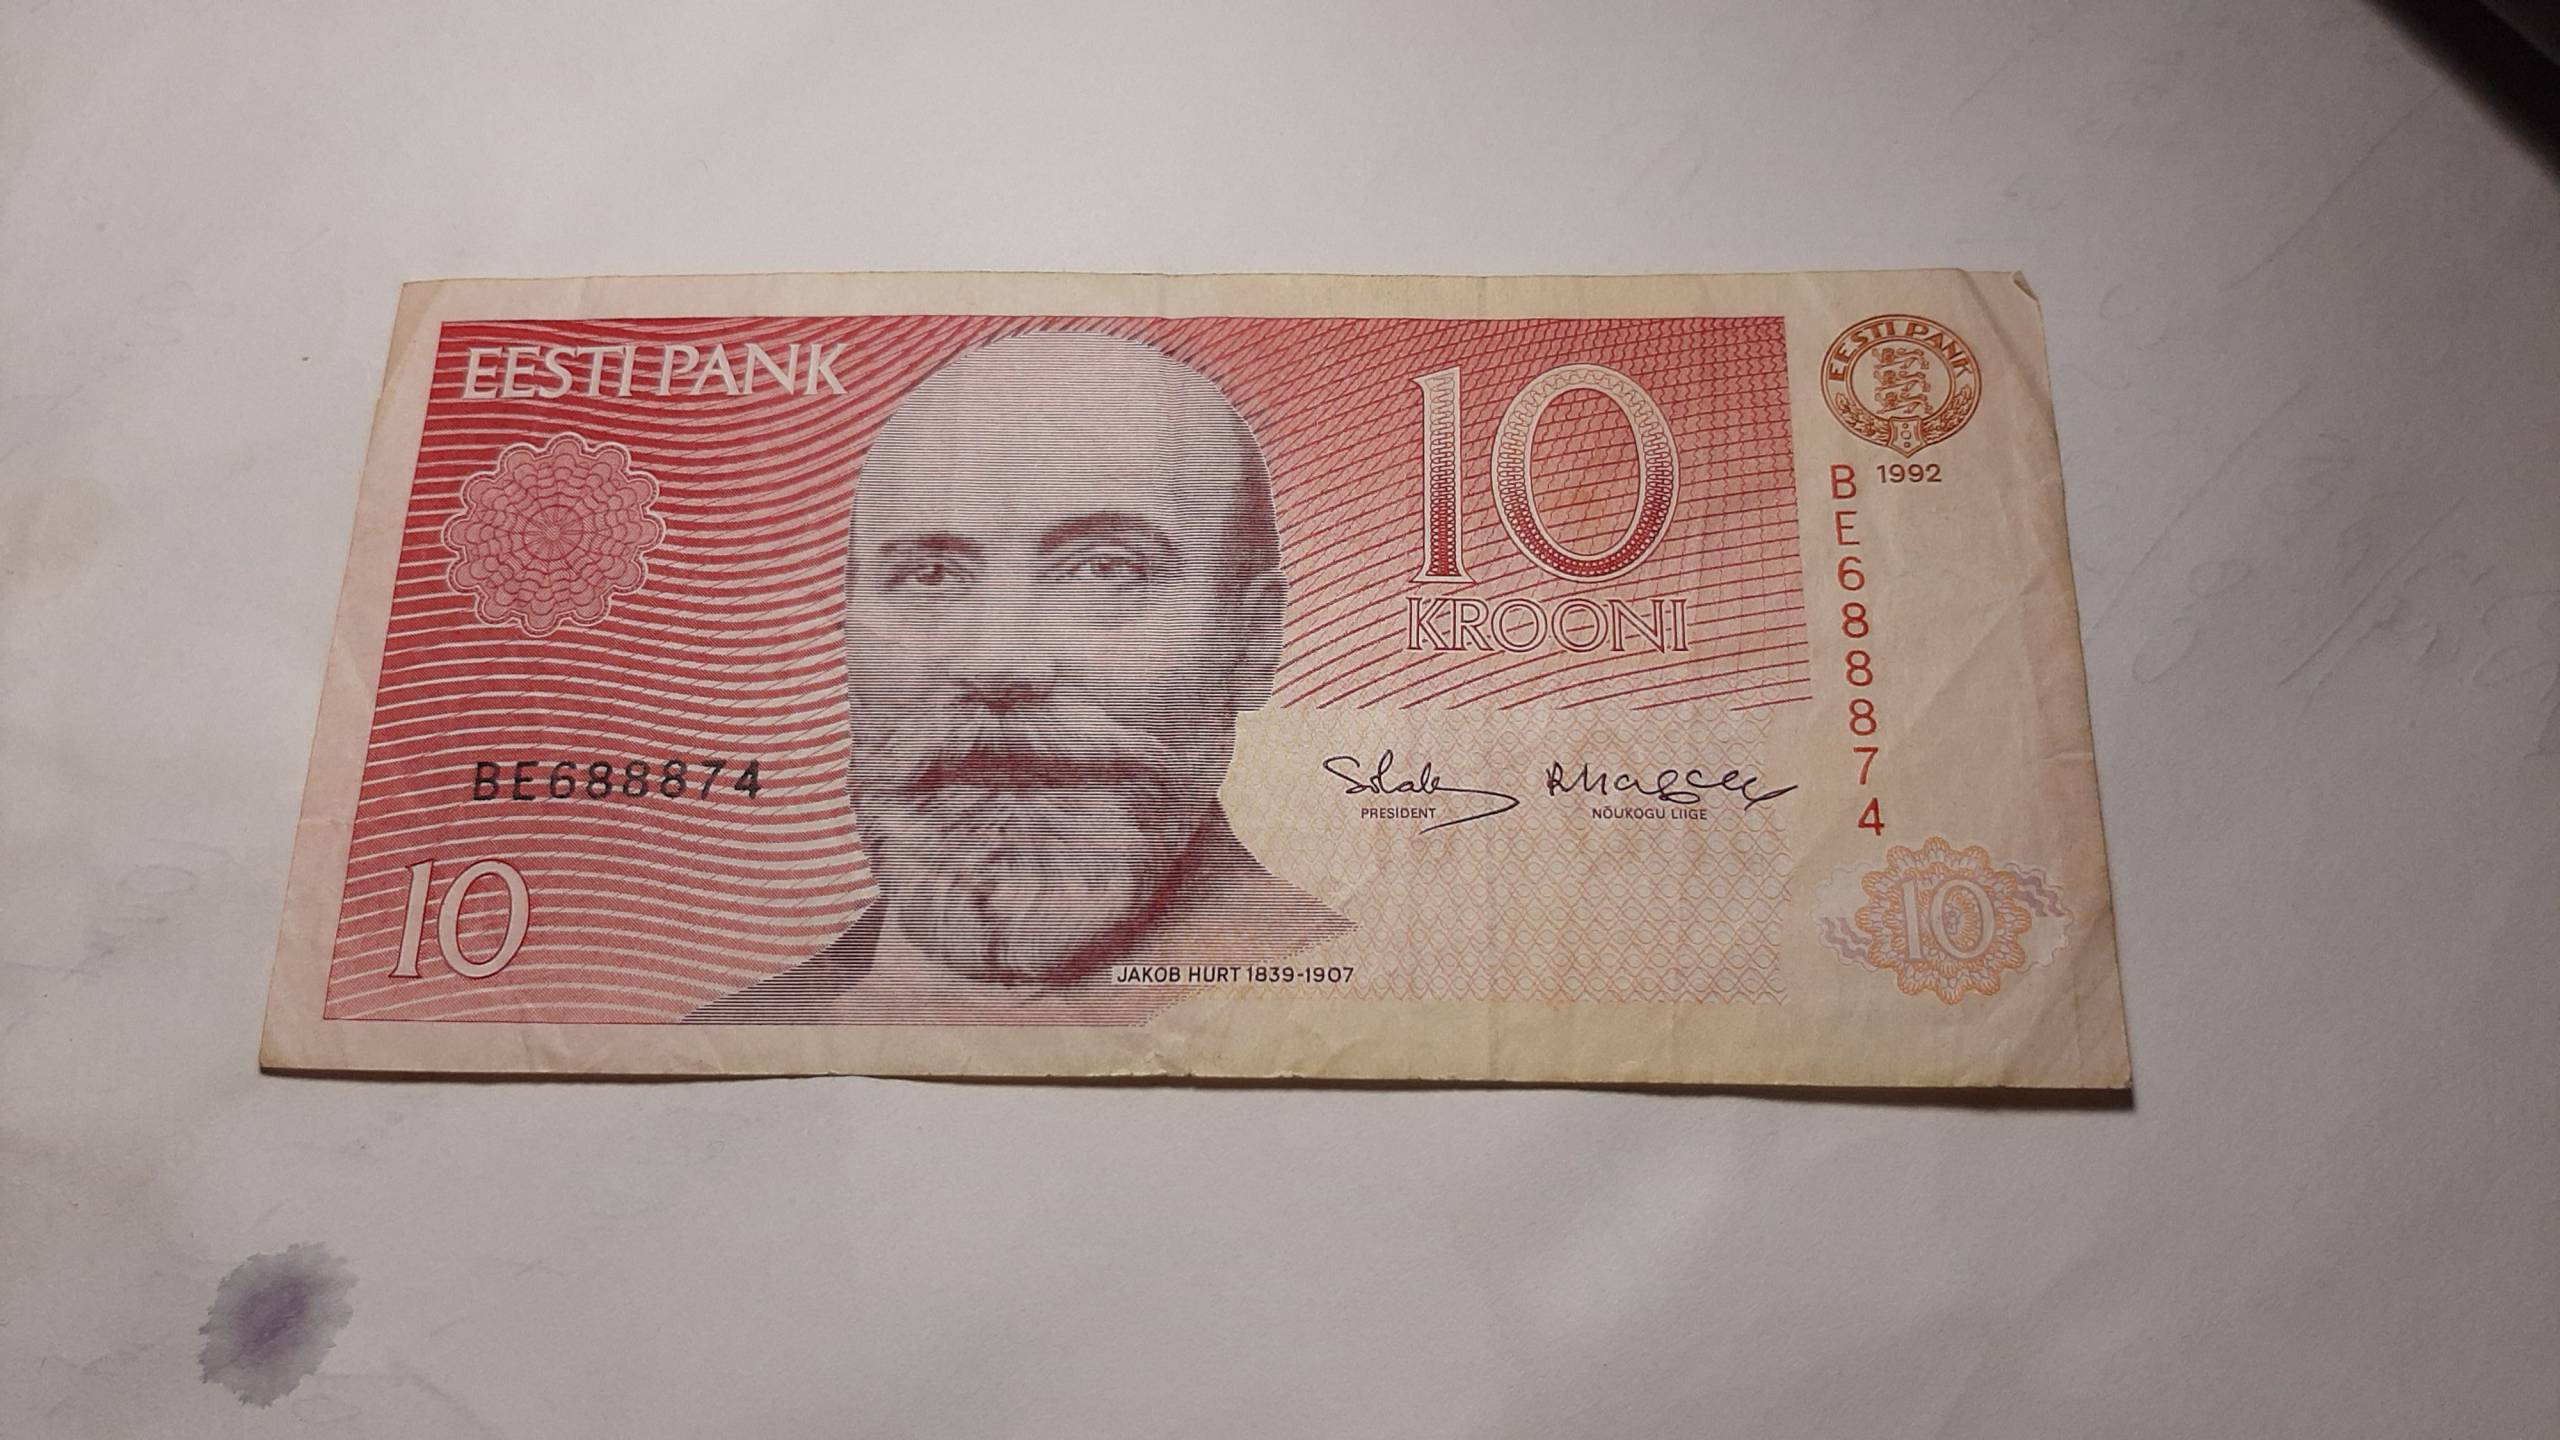 EESTI PANK
10
KROONI
EESTI PANK
1992
BE688874
BE688874
PRESIDENT
NÕUKOGU LIIGE
10
JAKOB HURT 1839-1907
10